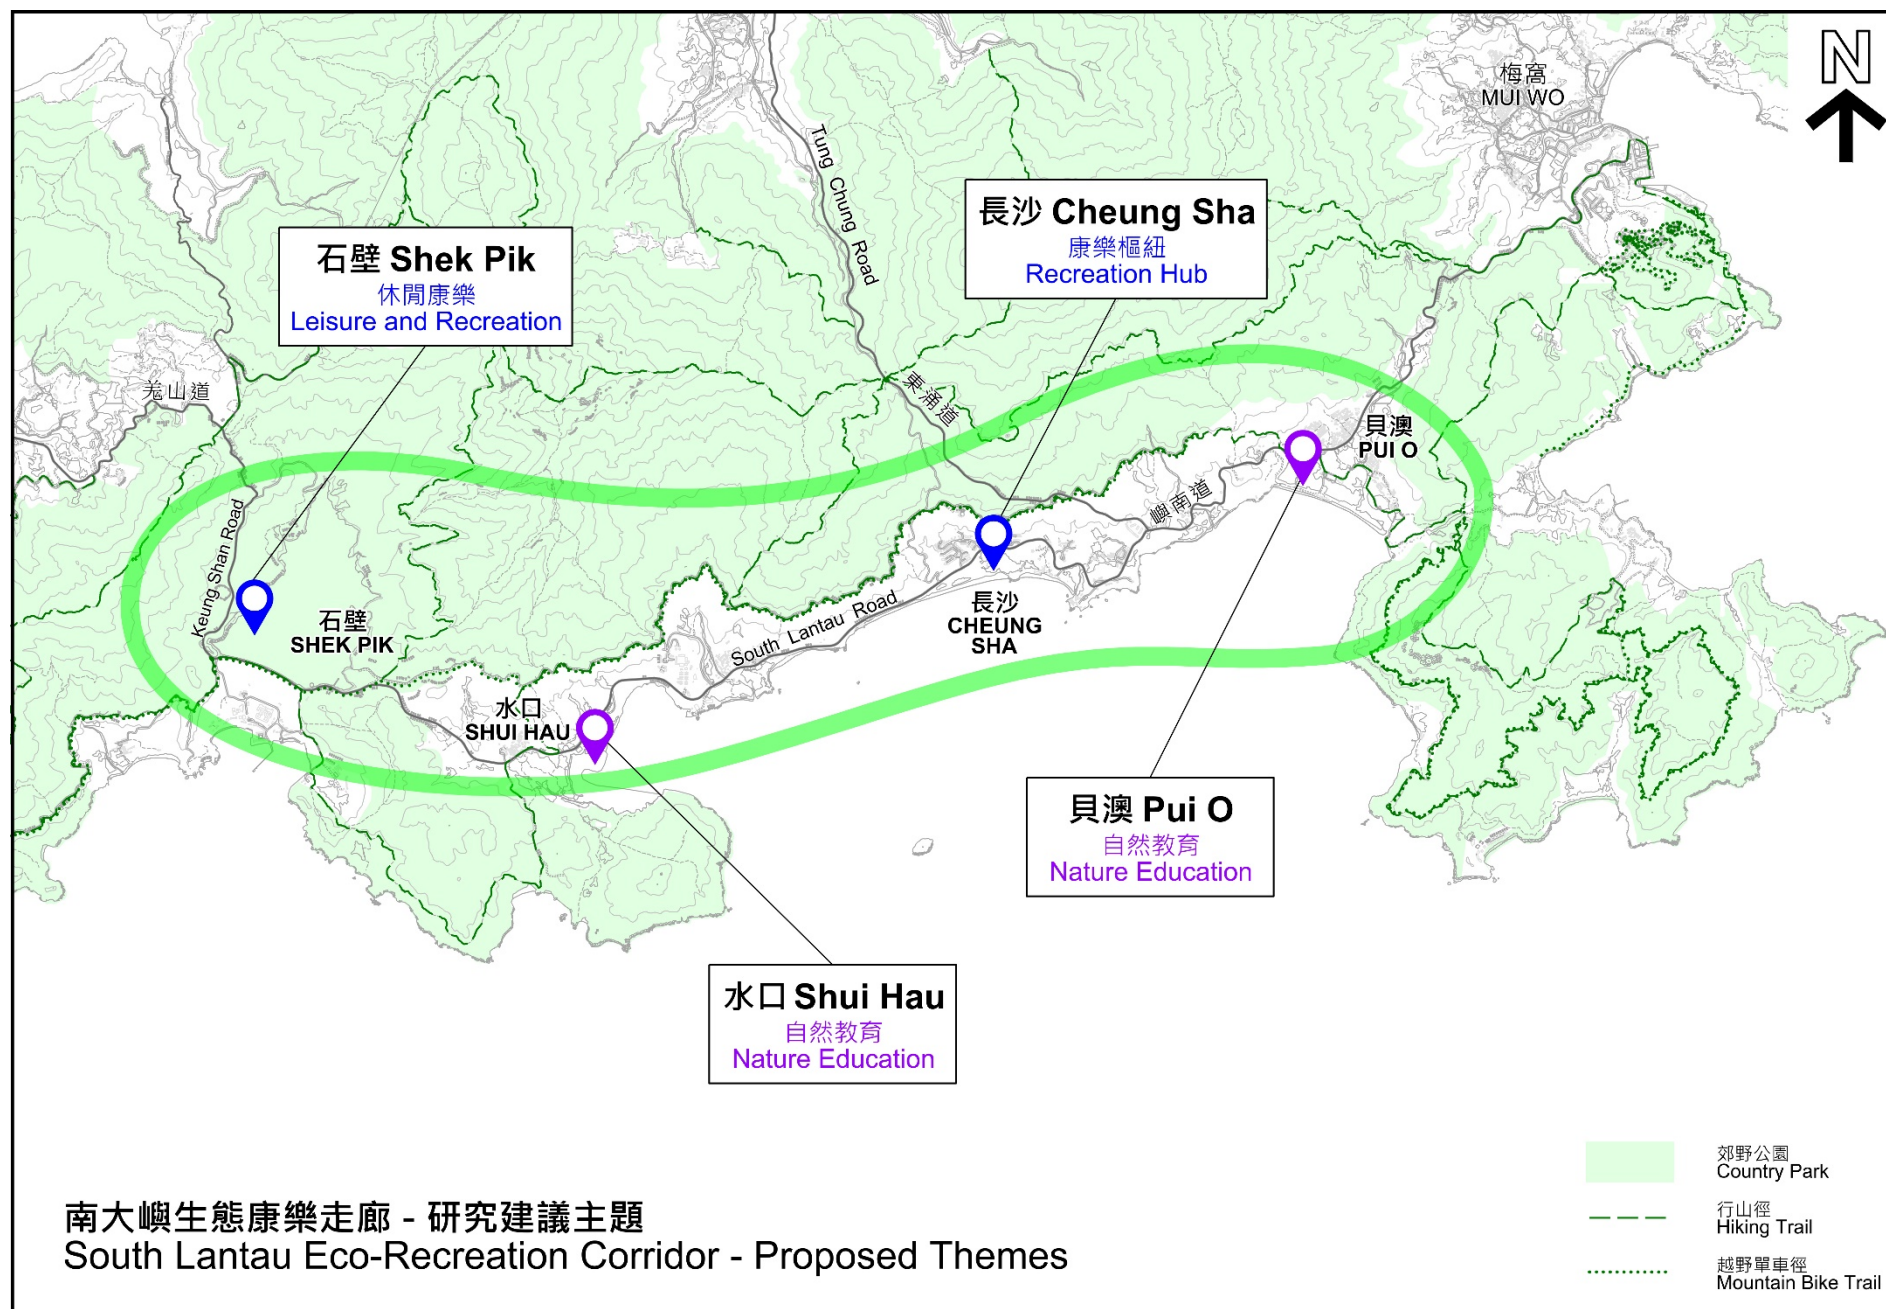 N
梅窩
MUI WO
Tung Chung Road
長沙 Cheung Sha
康樂樞紐
Recreation Hub
石壁 Shek Pik
休閒康樂
Leisure and Recreation
羗山道
東涌道
貝澳
PUI O
嶼南道
Keung Shan Road
石壁
SHEK PIK
長沙
CHEUNG
SHA
South Lantau Road
水口
SHUI HAU
貝澳 Pui O
自然教育
Nature Education
水口 Shui Hau
自然教育
Nature Education
南大嶼生態康樂走廊 - 研究建議主題
South Lantau Eco-Recreation Corridor - Proposed Themes
郊野公園
Country Park
行山徑
Hiking Trail
越野單車徑
Mountain Bike Trail